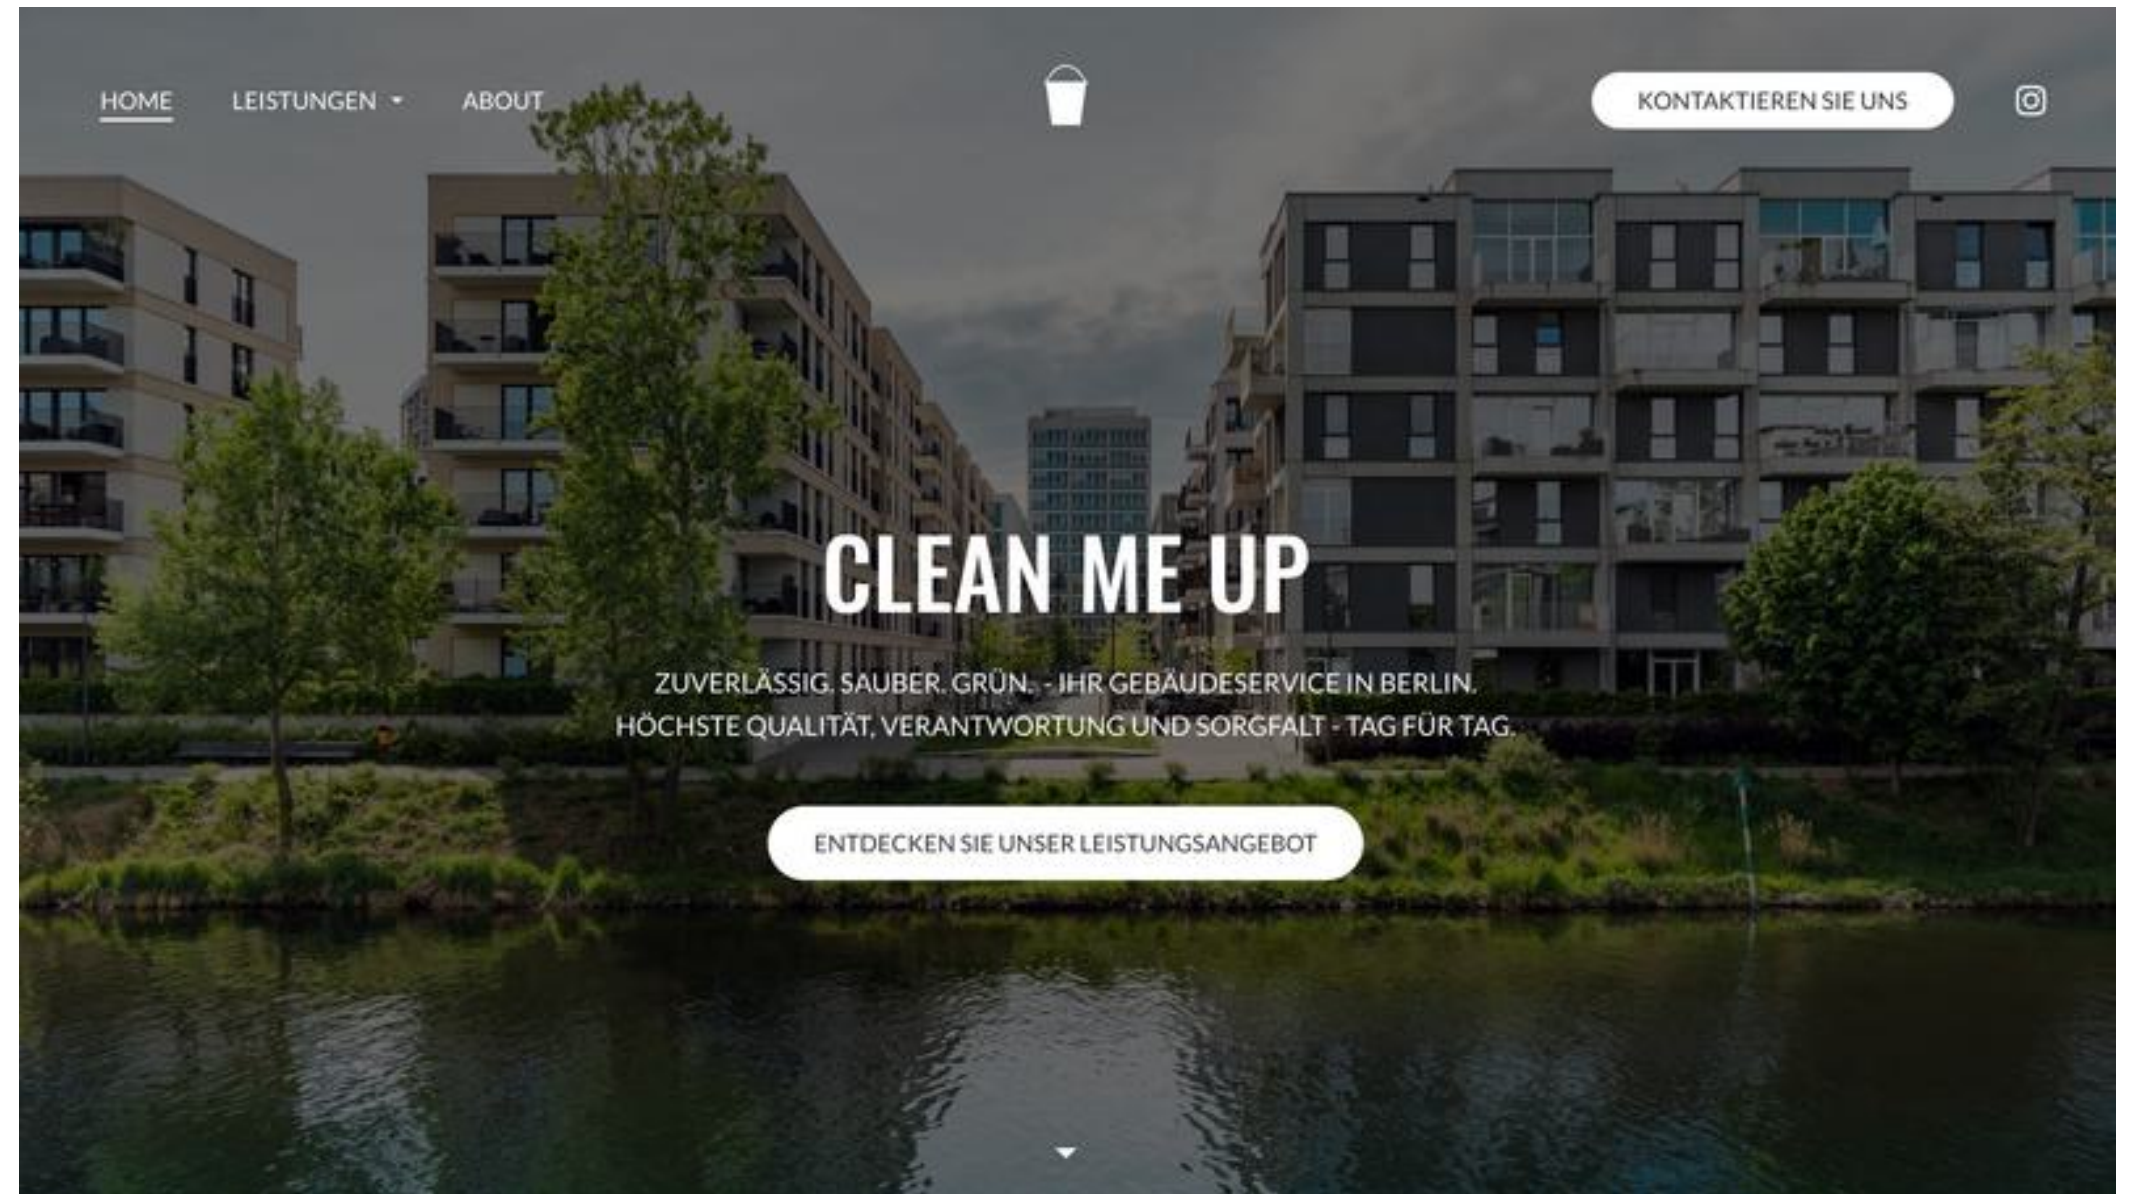 HOME
LEISTUNGEN
ABOUT
KONTAKTIEREN SIE UNS
CLEAN ME UP
ZUVERLÄSSIG. SAUBER. GRÜN. - IHR GEBÄUDESERVICE IN BERLIN.
HÖCHSTE QUALITÄT, VERANTWORTUNG UND SORGFALT - TAG FÜR TAG.
ENTDECKEN SIE UNSER LEISTUNGSANGEBOT